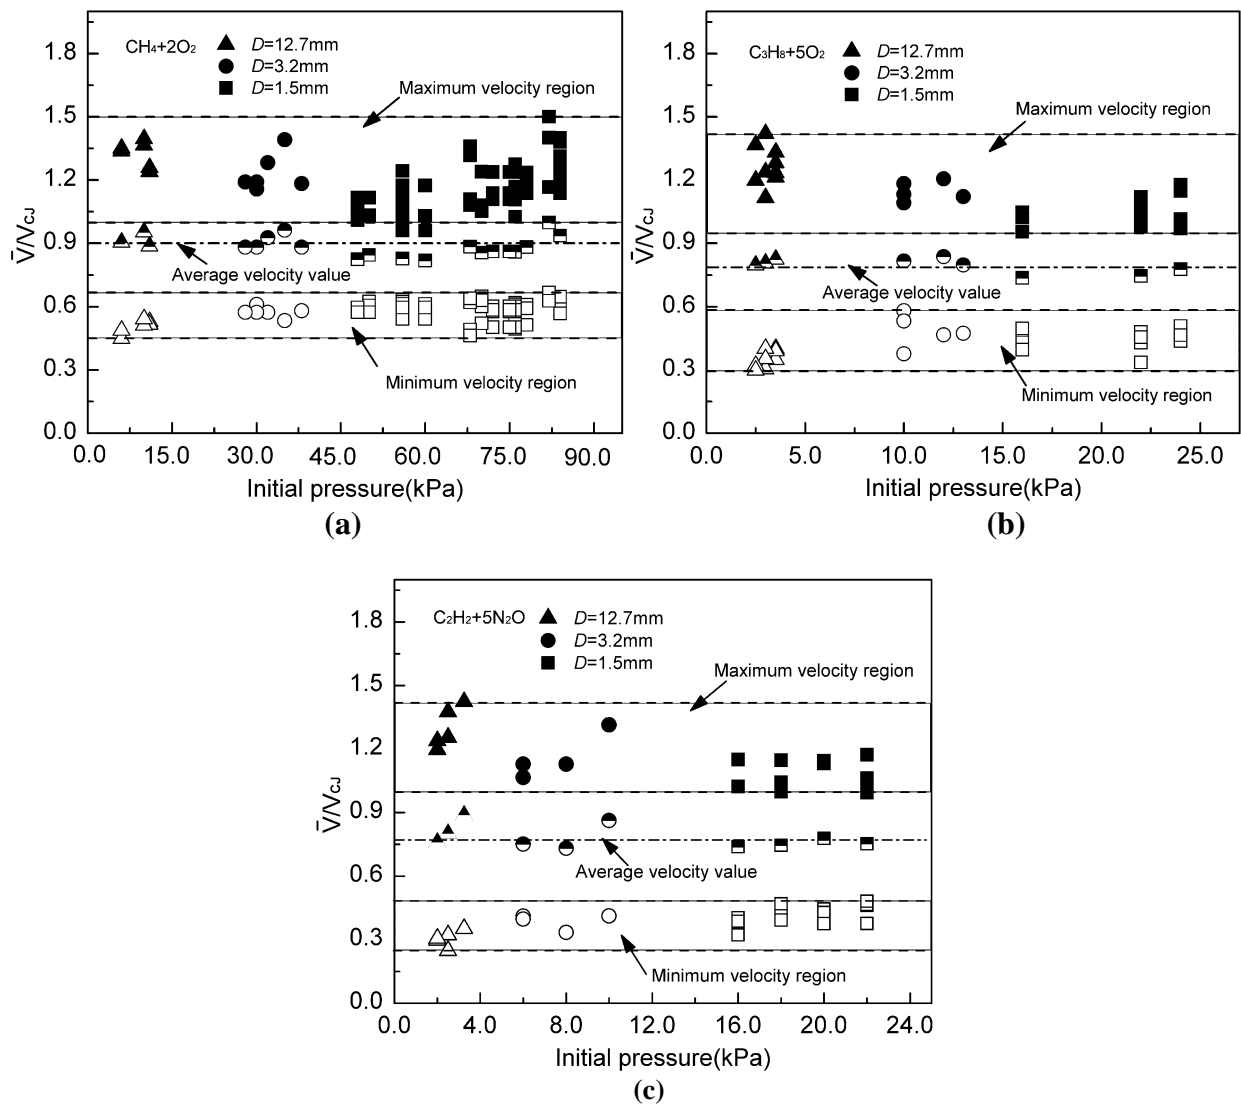 CH₄+2O₂
D=12.7mm
D=3.2mm
D=1.5mm
Maximum velocity region
Average velocity value
Minimum velocity region
1.8
1.5
1.2
0.9
0.6
0.3
0.0
V̄/V_CJ
0.0 15.0 30.0 45.0 60.0 75.0 90.0
Initial pressure(kPa)
(a)
C₃H₈+5O₂
D=12.7mm
D=3.2mm
D=1.5mm
Maximum velocity region
Average velocity value
Minimum velocity region
1.8
1.5
1.2
0.9
0.6
0.3
0.0
V̄/V_CJ
0.0 5.0 10.0 15.0 20.0 25.0
Initial pressure(kPa)
(b)
C₂H₂+5N₂O
D=12.7mm
D=3.2mm
D=1.5mm
Maximum velocity region
Average velocity value
Minimum velocity region
1.8
1.5
1.2
0.9
0.6
0.3
0.0
V̄/V_CJ
0.0 4.0 8.0 12.0 16.0 20.0 24.0
Initial pressure(kPa)
(c)